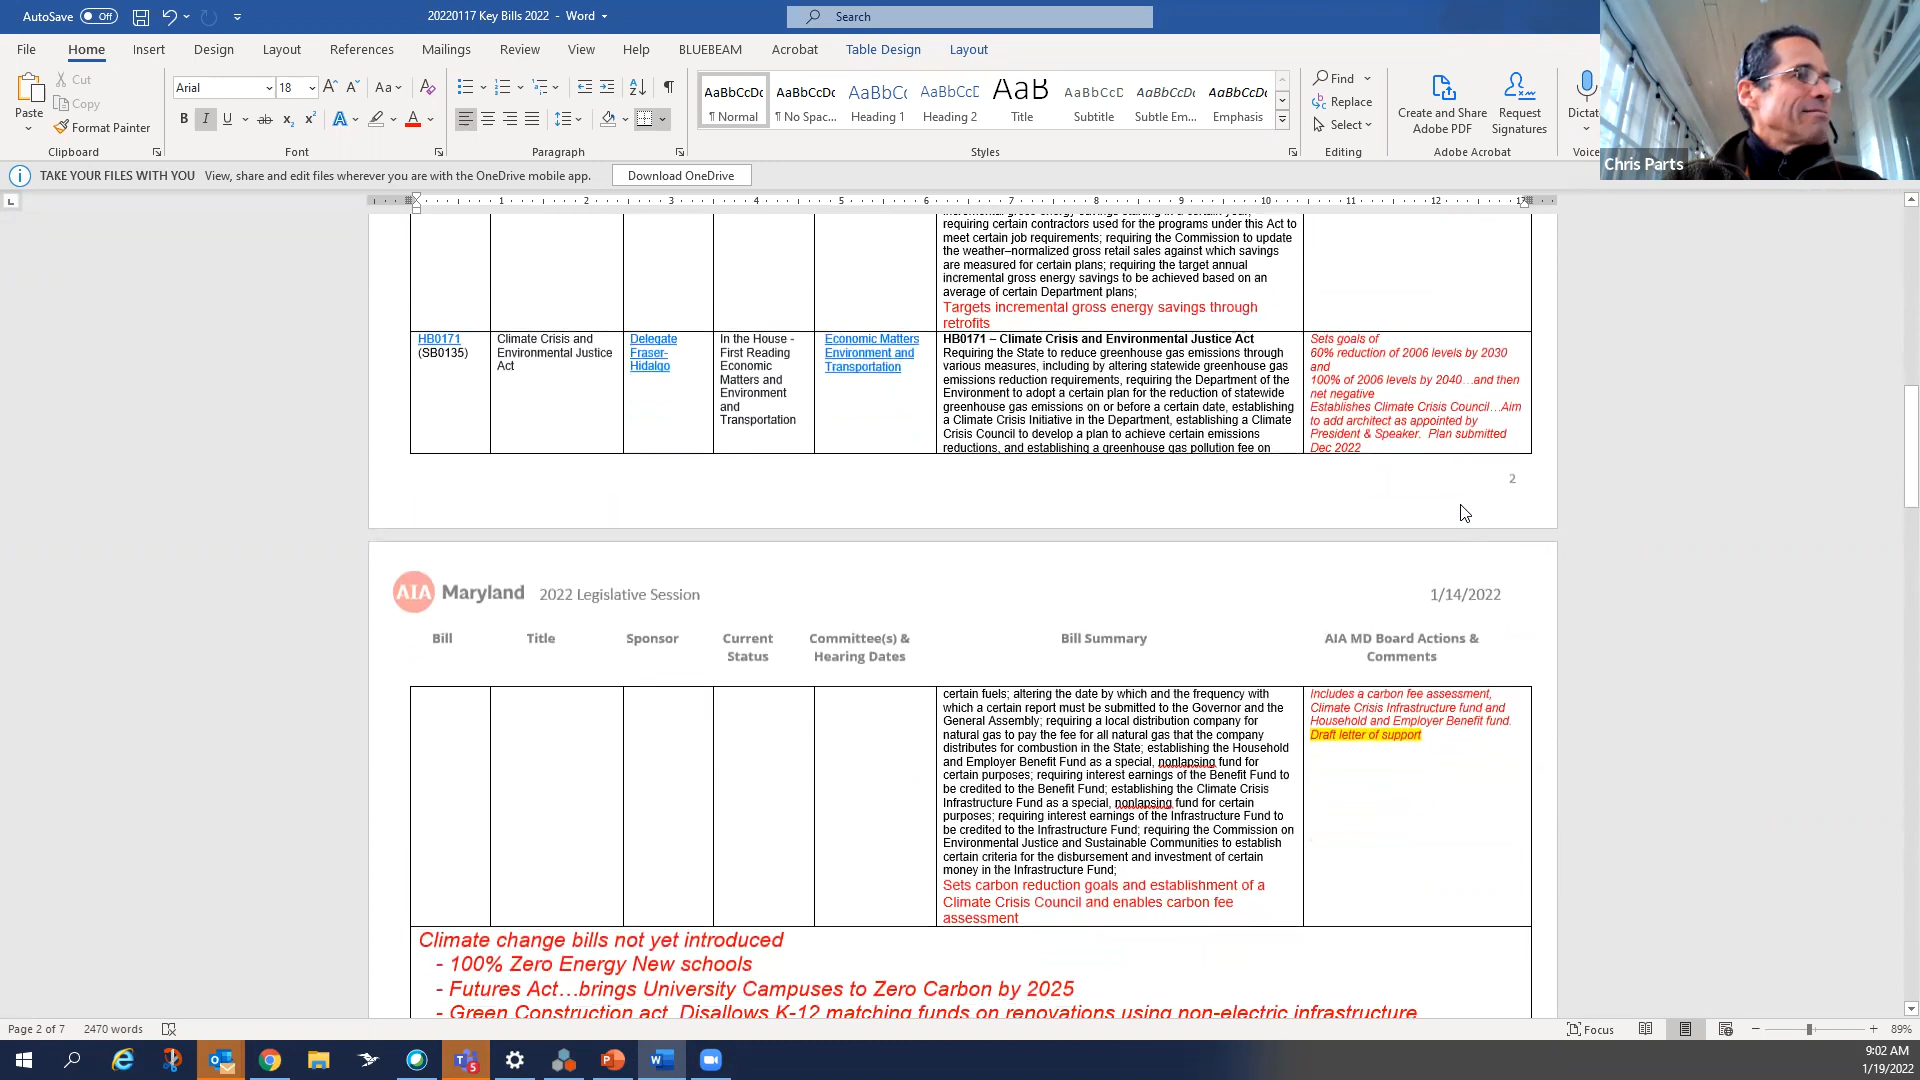 AutoSave Off 20220117 Key Bills 2022 - Word Search
File Home Insert Design Layout References Mailings Review View Help BLUEBEAM Acrobat Table Design Layout
Paste
Cut
Copy
Format Painter
Clipboard
Arial 18
Font
Paragraph
AaBbCcDc AaBbCcDc AaBbCc AaBbCcD AaB AaBbCcD AaBbCcDc AaBbCcDc
¶ Normal ¶ No Spac... Heading 1 Heading 2 Title Subtitle Subtle Em... Emphasis
Styles
Find
Replace
Select
Editing
Create and Share
Adobe PDF
Request
Signatures
Adobe Acrobat
Dictat
Voice
Chris Parts
TAKE YOUR FILES WITH YOU View, share and edit files wherever you are with the OneDrive mobile app. Download OneDrive
1 2 3 4 5 6 7 8 9 10 11 12
incremental gross energy savings starting in a certain year;
requiring certain contractors used for the programs under this Act to
meet certain job requirements; requiring the Commission to update
the weather–normalized gross retail sales against which savings
are measured for certain plans; requiring the target annual
incremental gross energy savings to be achieved based on an
average of certain Department plans;
Targets incremental gross energy savings through
retrofits
HB0171
(SB0135)
Climate Crisis and
Environmental Justice
Act
Delegate
Fraser-
Hidalgo
In the House -
First Reading
Economic
Matters and
Environment
and
Transportation
Economic Matters
Environment and
Transportation
HB0171 – Climate Crisis and Environmental Justice Act
Requiring the State to reduce greenhouse gas emissions through
various measures, including by altering statewide greenhouse gas
emissions reduction requirements, requiring the Department of the
Environment to adopt a certain plan for the reduction of statewide
greenhouse gas emissions on or before a certain date, establishing
a Climate Crisis Initiative in the Department, establishing a Climate
Crisis Council to develop a plan to achieve certain emissions
reductions, and establishing a greenhouse gas pollution fee on
Sets goals of
60% reduction of 2006 levels by 2030
and
100% of 2006 levels by 2040…and then
net negative
Establishes Climate Crisis Council…Aim
to add architect as appointed by
President & Speaker. Plan submitted
Dec 2022
2
AIA Maryland 2022 Legislative Session 1/14/2022
Bill
Title
Sponsor
Current
Status
Committee(s) &
Hearing Dates
Bill Summary
AIA MD Board Actions &
Comments
certain fuels; altering the date by which and the frequency with
which a certain report must be submitted to the Governor and the
General Assembly; requiring a local distribution company for
natural gas to pay the fee for all natural gas that the company
distributes for combustion in the State; establishing the Household
and Employer Benefit Fund as a special, nonlapsing fund for
certain purposes; requiring interest earnings of the Benefit Fund to
be credited to the Benefit Fund; establishing the Climate Crisis
Infrastructure Fund as a special, nonlapsing fund for certain
purposes; requiring interest earnings of the Infrastructure Fund to
be credited to the Infrastructure Fund; requiring the Commission on
Environmental Justice and Sustainable Communities to establish
certain criteria for the disbursement and investment of certain
money in the Infrastructure Fund;
Sets carbon reduction goals and establishment of a
Climate Crisis Council and enables carbon fee
assessment
Includes a carbon fee assessment,
Climate Crisis Infrastructure fund and
Household and Employer Benefit fund.
Draft letter of support
Climate change bills not yet introduced
- 100% Zero Energy New schools
- Futures Act…brings University Campuses to Zero Carbon by 2025
- Green Construction act Disallows K-12 matching funds on renovations using non-electric infrastructure
Page 2 of 7 2470 words Focus 89%
9:02 AM
1/19/2022